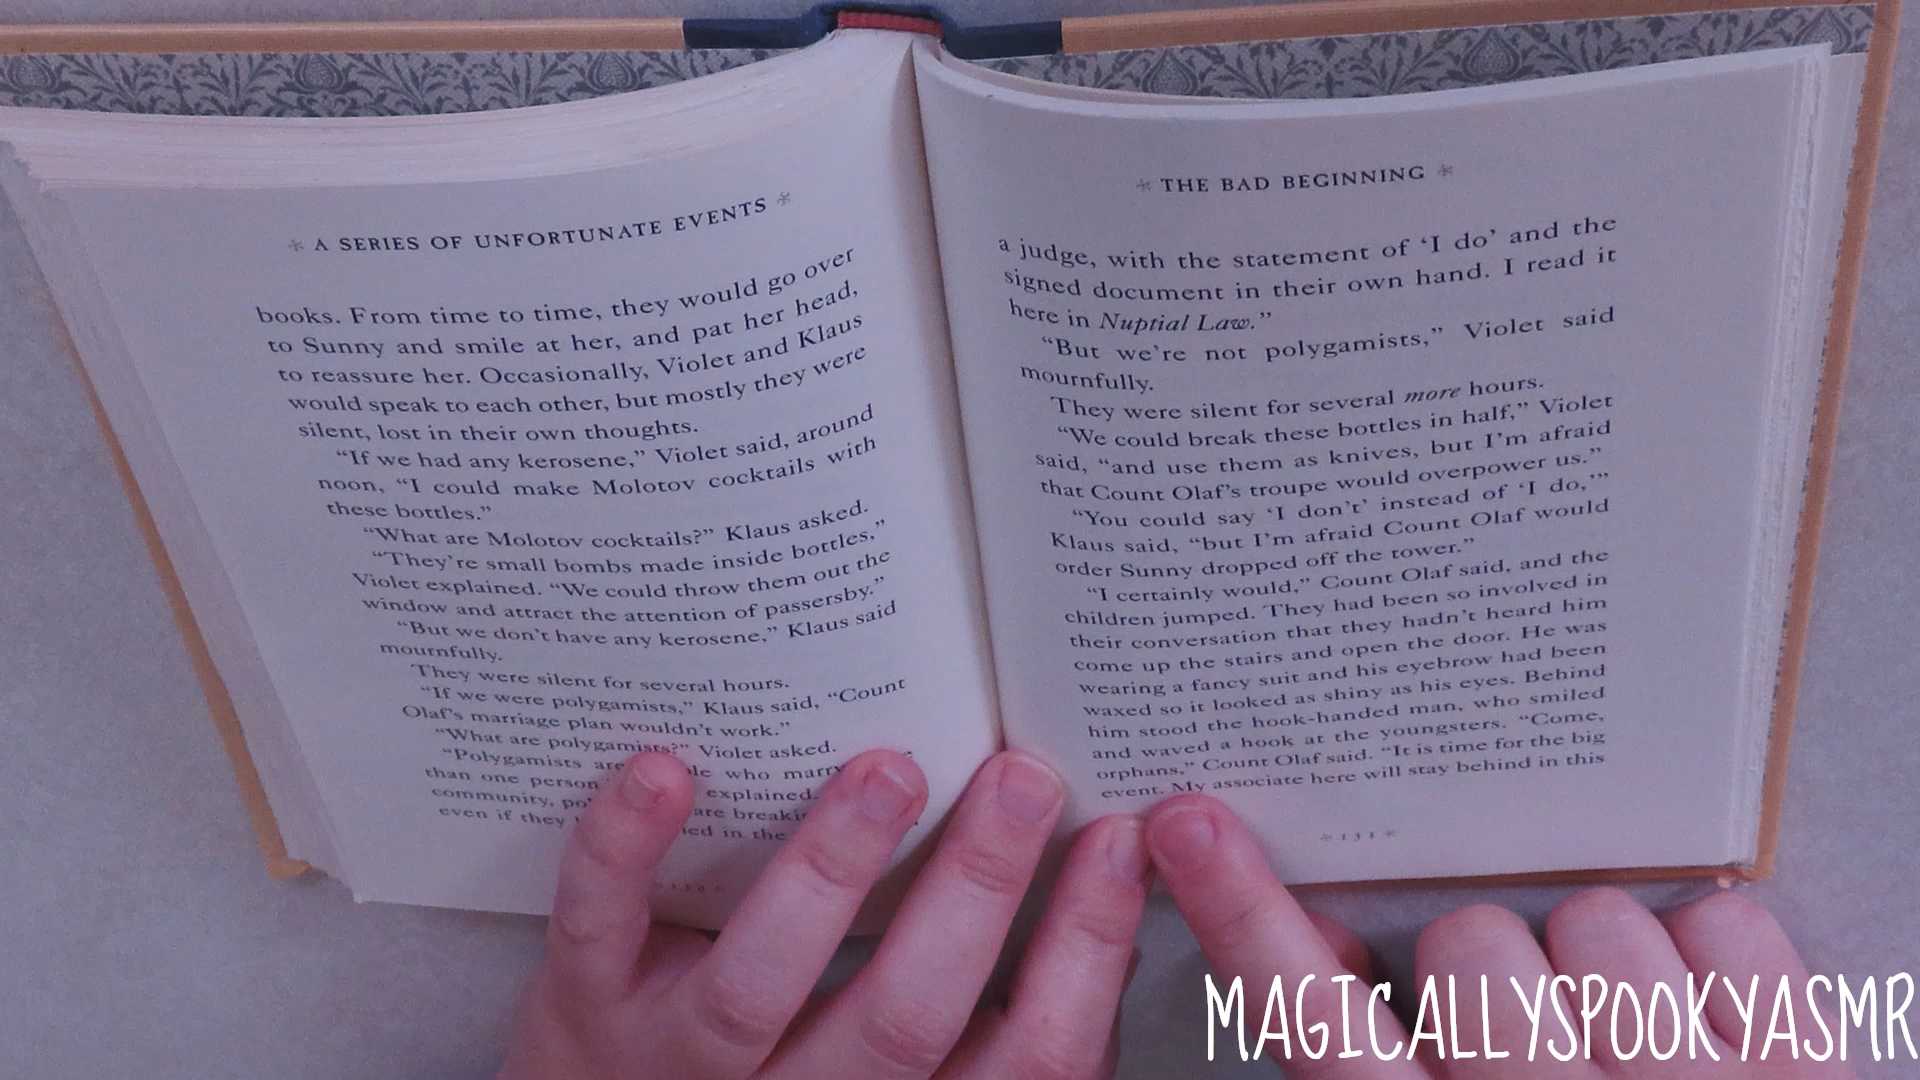 A SERIES OF UNFORTUNATE EVENTS
books. From time to time, they would go over
to Sunny and smile at her, and pat her head,
to reassure her. Occasionally, Violet and Klaus
would speak to each other, but mostly they were
silent, lost in their own thoughts.
“If we had any kerosene,” Violet said, around
noon, “I could make Molotov cocktails with
these bottles.”
“What are Molotov cocktails?” Klaus asked.
“They’re small bombs made inside bottles,”
Violet explained. “We could throw them out the
window and attract the attention of passersby.”
“But we don’t have any kerosene,” Klaus said
mournfully.
They were silent for several hours.
“If we were polygamists,” Klaus said, “Count
Olaf’s marriage plan wouldn’t work.”
“What are polygamists?” Violet asked.
“Polygamists are who marry
than one person explained.
community,
even if they are
in the
130
THE BAD BEGINNING
a judge, with the statement of ‘I do’ and the
signed document in their own hand. I read it
here in Nuptial Law.”
“But we’re not polygamists,” Violet said
mournfully.
They were silent for several more hours.
“We could break these bottles in half,” Violet
said, “and use them as knives, but I’m afraid
that Count Olaf’s troupe would overpower us.”
“You could say ‘I don’t’ instead of ‘I do,’”
Klaus said, “but I’m afraid Count Olaf would
order Sunny dropped off the tower.”
“I certainly would,” Count Olaf said, and the
children jumped. They had been so involved in
their conversation that they hadn’t heard him
come up the stairs and open the door. He was
wearing a fancy suit and his eyebrow had been
waxed so it looked as shiny as his eyes. Behind
him stood the hook-handed man, who smiled
and waved a hook at the youngsters. “Come,
orphans,” Count Olaf said. “It is time for the big
event. My associate here will stay behind in this
131
MAGICALLYSPOOKYASMR